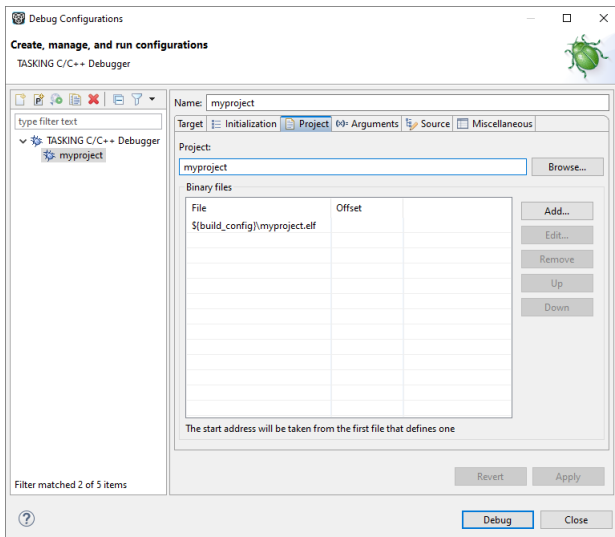 Debug Configurations
Create, manage, and run configurations
TASKING C/C++ Debugger
type filter text
TASKING C/C++ Debugger
myproject
Filter matched 2 of 5 items
Name: myproject
Target Initialization Project (x)= Arguments Source Miscellaneous
Project:
myproject Browse...
Binary files
File Offset
${build_config}\myproject.elf
Add...
Edit...
Remove
Up
Down
The start address will be taken from the first file that defines one
Revert Apply
Debug Close